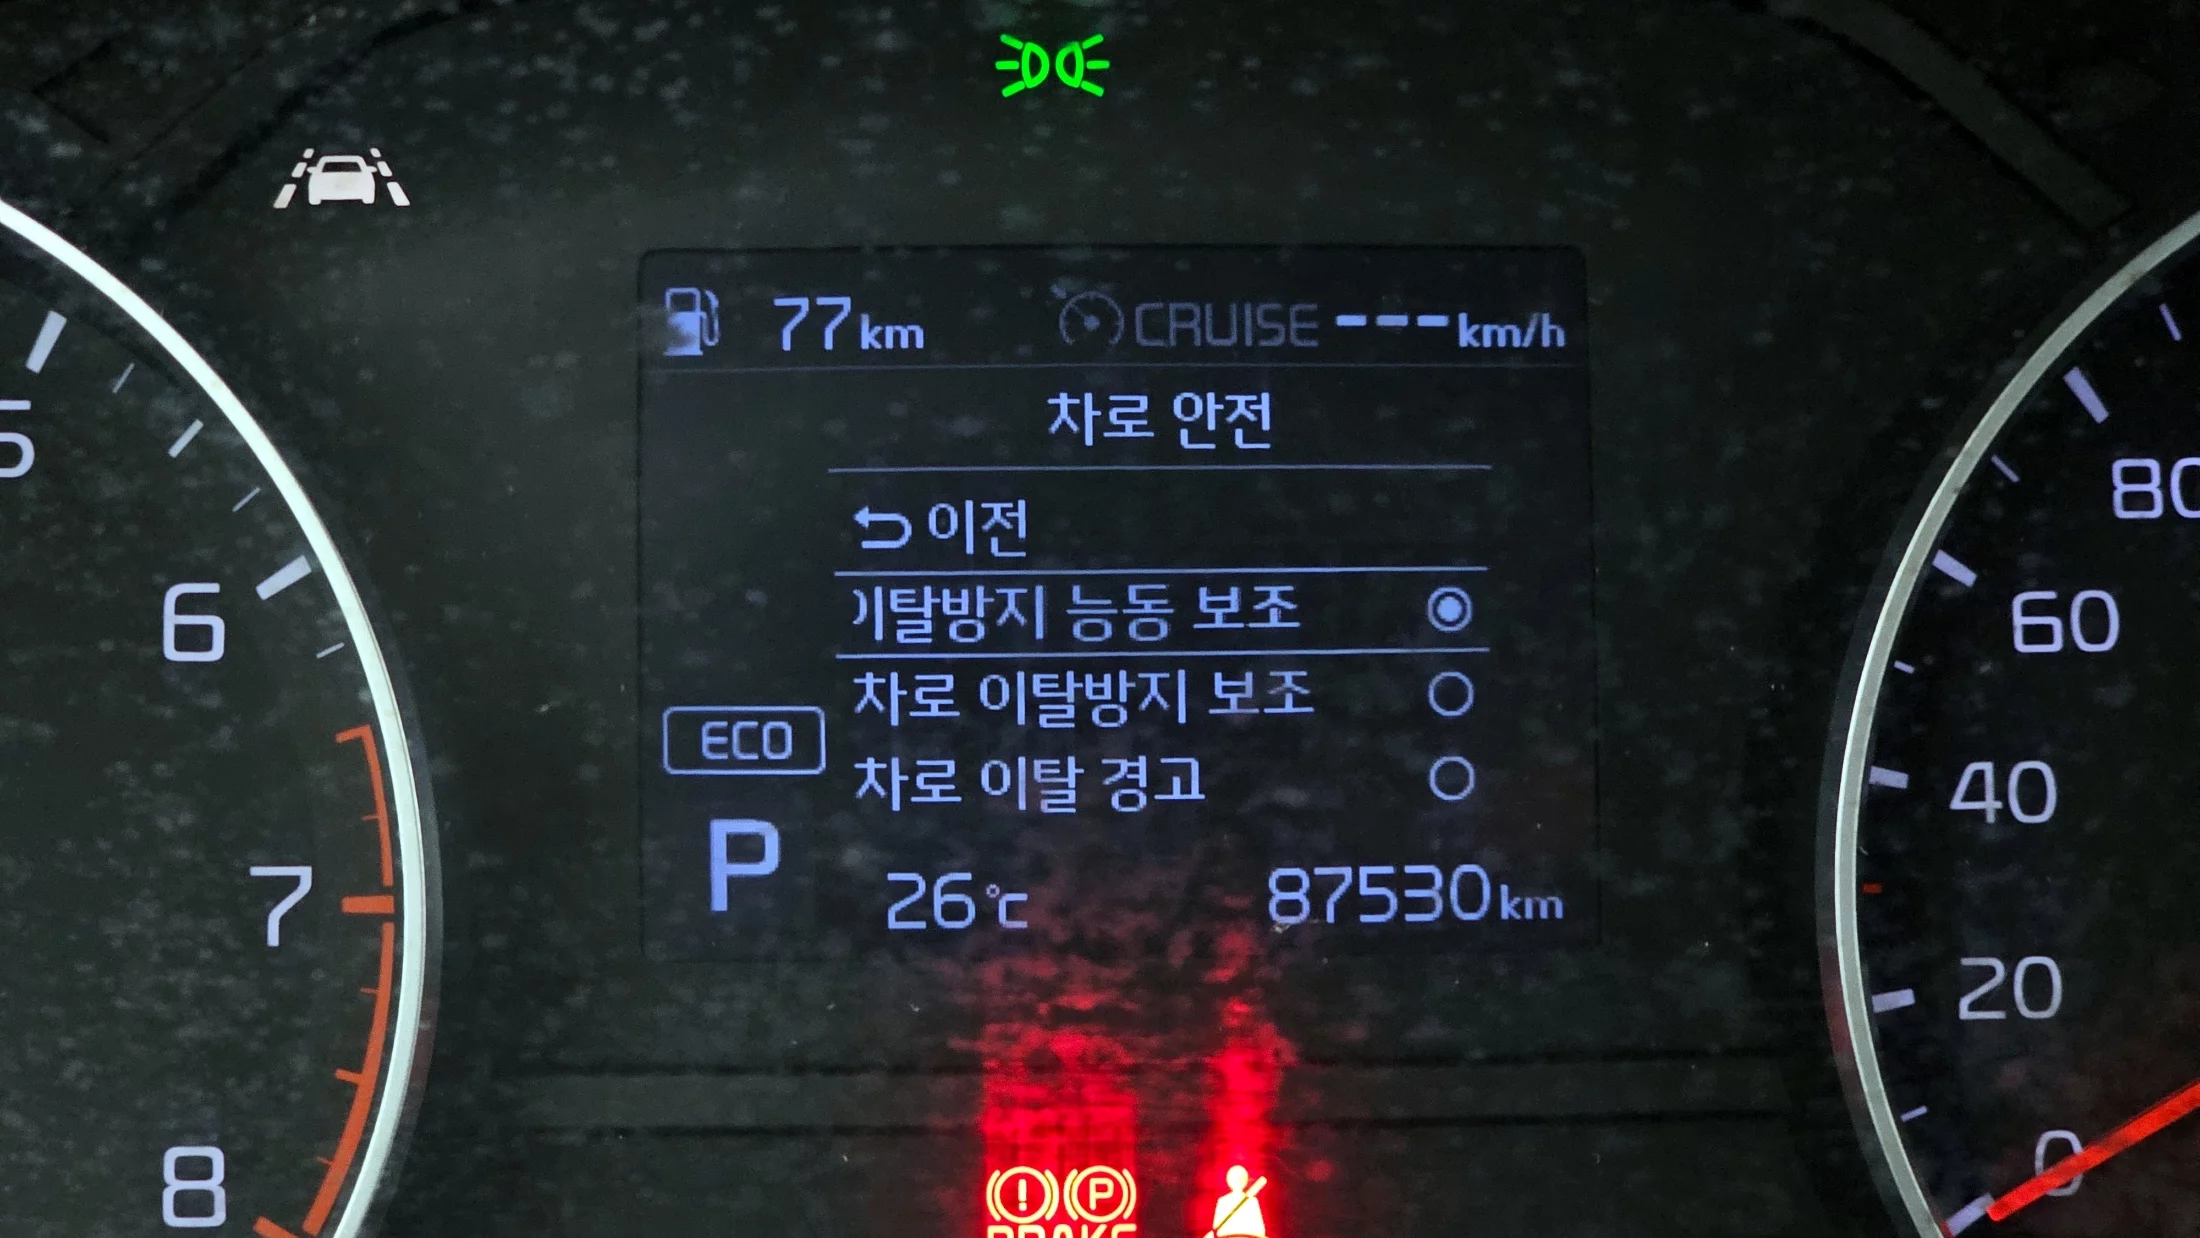 77km CRUISE ---km/h
차로 안전
이전
이탈방지 능동 보조
차로 이탈방지 보조
ECO
차로 이탈 경고
P
26℃ 87530km
5
6
7
8
80
60
40
20
0
(!) (P)
BRAKE